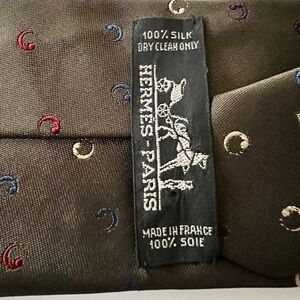 100% SILK
DRY CLEAN ONLY
HERMES-PARIS
MADE IN FRANCE
100% SOIE